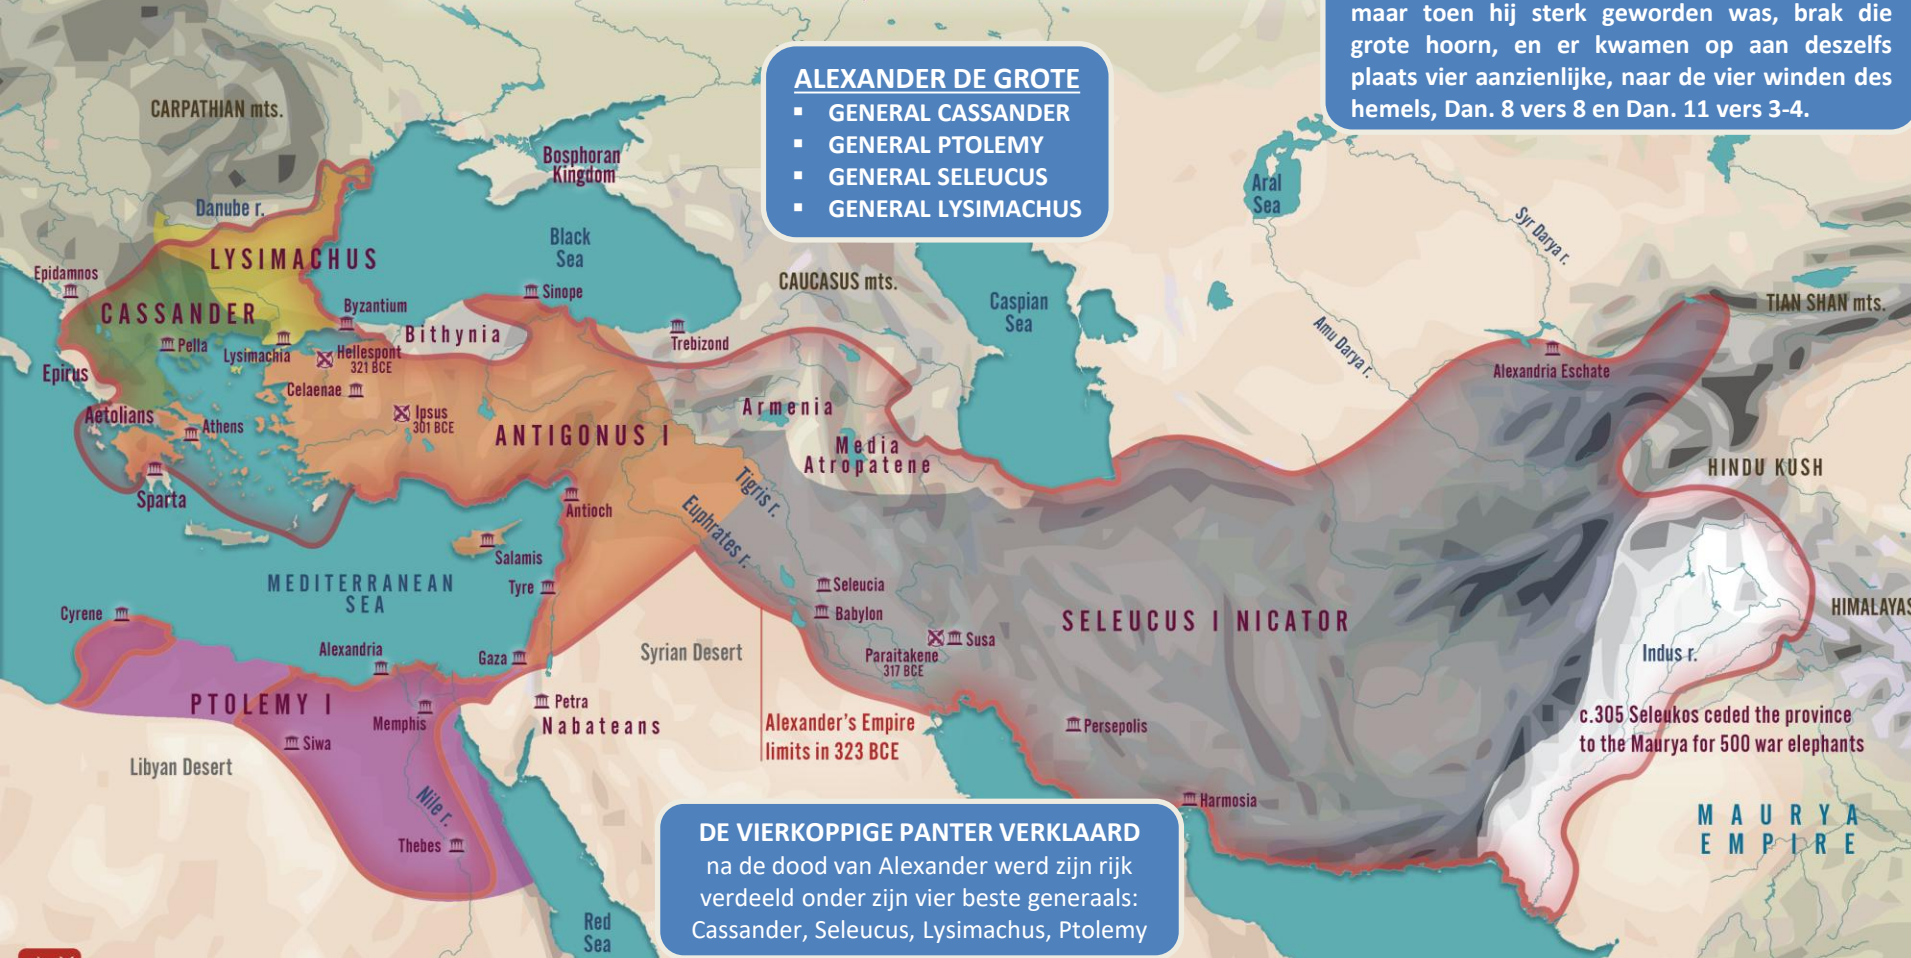 maar toen hij sterk geworden was, brak die
grote hoorn, en er kwamen op aan deszelfs
plaats vier aanzienlijke, naar de vier winden des
hemels, Dan. 8 vers 8 en Dan. 11 vers 3-4.
ALEXANDER DE GROTE
▪ GENERAL CASSANDER
▪ GENERAL PTOLEMY
▪ GENERAL SELEUCUS
▪ GENERAL LYSIMACHUS
CARPATHIAN mts.
Bosphoran
Kingdom
Aral
Sea
Danube r.
Syr Darya r.
Black
Sea
LYSIMACHUS
Epidamnos
CAUCASUS mts.
Sinope
Caspian
Sea
TIAN SHAN mts.
CASSANDER
Byzantium
Bithynia
Trebizond
Amu Darya r.
Pella
Lysimachia
Hellespont
321 BCE
Epirus
Celaenae
Alexandria Eschate
Aetolians
Athens
Ipsus
301 BCE
ANTIGONUS I
Armenia
Media
Atropatene
HINDU KUSH
Sparta
Tigris r.
Antioch
Euphrates r.
Salamis
MEDITERRANEAN
SEA
Tyre
Seleucia
Babylon
Cyrene
SELEUCUS I NICATOR
HIMALAYAS
Alexandria
Gaza
Syrian Desert
Susa
Paraitakene
317 BCE
Indus r.
PTOLEMY I
Memphis
Petra
Nabateans
Siwa
Alexander's Empire
limits in 323 BCE
Persepolis
c.305 Seleukos ceded the province
to the Maurya for 500 war elephants
Libyan Desert
Nile r.
Harmosia
MAURYA
EMPIRE
Thebes
DE VIERKOPPIGE PANTER VERKLAARD
na de dood van Alexander werd zijn rijk
verdeeld onder zijn vier beste generaals:
Cassander, Seleucus, Lysimachus, Ptolemy
Red
Sea